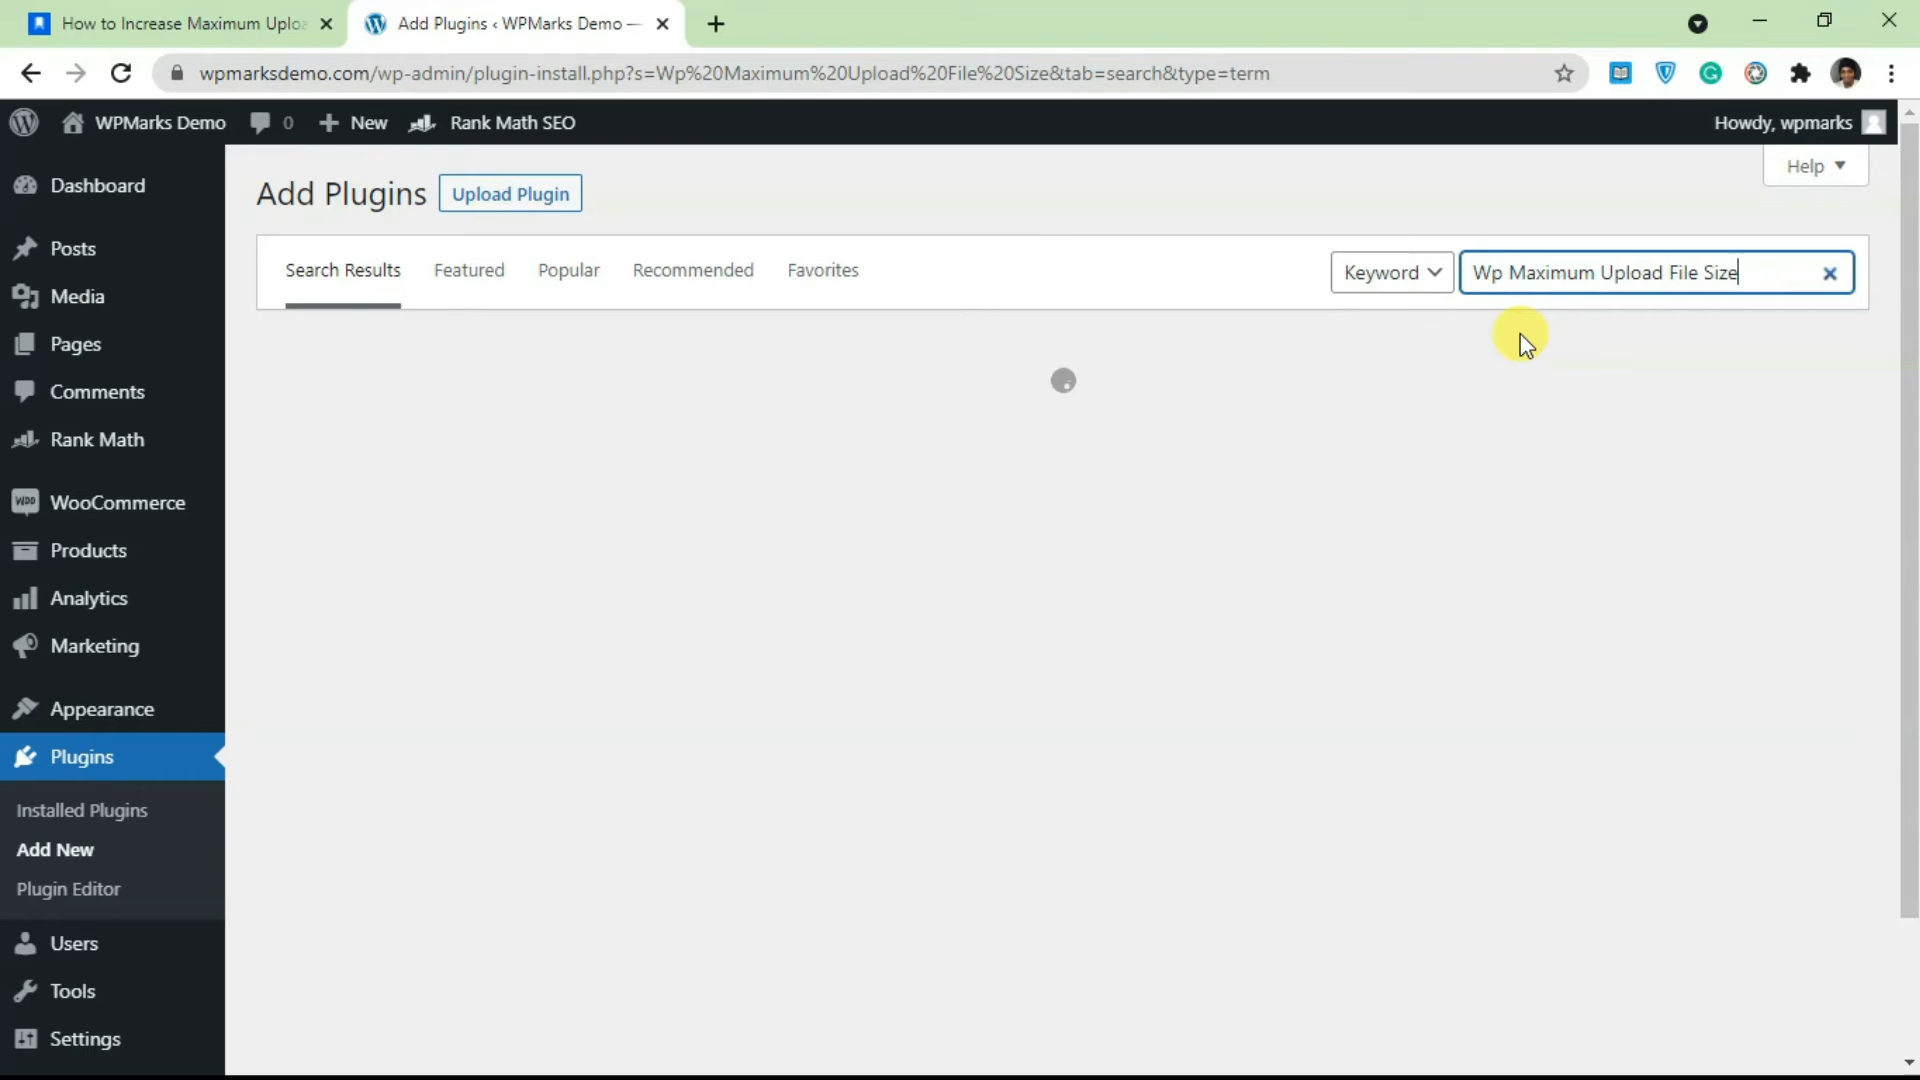 How to Increase Maximum Uploa
Add Plugins ‹ WPMarks Demo —
wpmarksdemo.com/wp-admin/plugin-install.php?s=Wp%20Maximum%20Upload%20File%20Size&tab=search&type=term
WPMarks Demo 0 New Rank Math SEO Howdy, wpmarks
Help
Add Plugins Upload Plugin
Search Results Featured Popular Recommended Favorites Keyword Wp Maximum Upload File Size
Dashboard
Posts
Media
Pages
Comments
Rank Math
WooCommerce
Products
Analytics
Marketing
Appearance
Plugins
Installed Plugins
Add New
Plugin Editor
Users
Tools
Settings